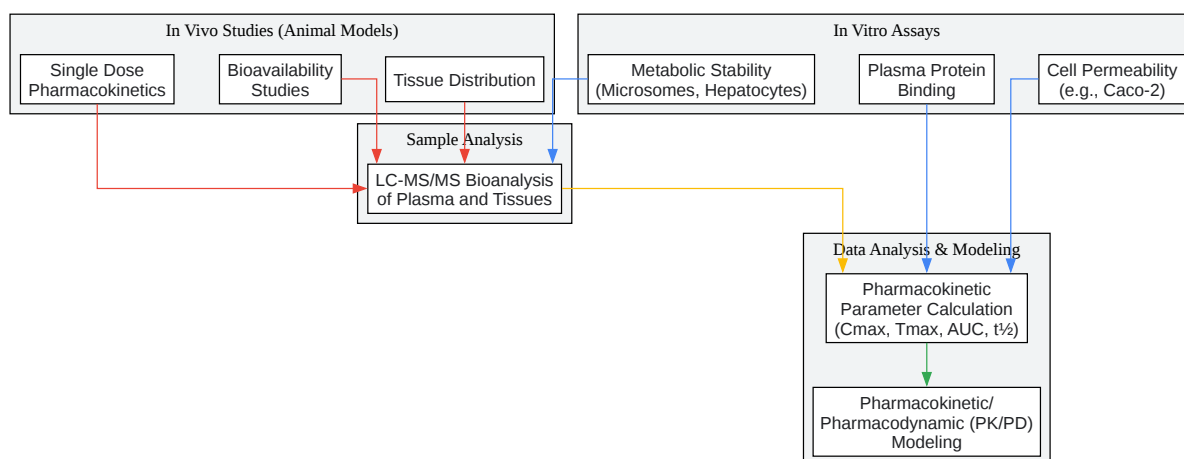 In Vivo Studies (Animal Models)
Single Dose
Pharmacokinetics
Bioavailability
Studies
Tissue Distribution
In Vitro Assays
Metabolic Stability
(Microsomes, Hepatocytes)
Plasma Protein
Binding
Cell Permeability
(e.g., Caco-2)
Sample Analysis
LC-MS/MS Bioanalysis
of Plasma and Tissues
Data Analysis & Modeling
Pharmacokinetic
Parameter Calculation
(Cmax, Tmax, AUC, t½)
Pharmacokinetic/
Pharmacodynamic (PK/PD)
Modeling